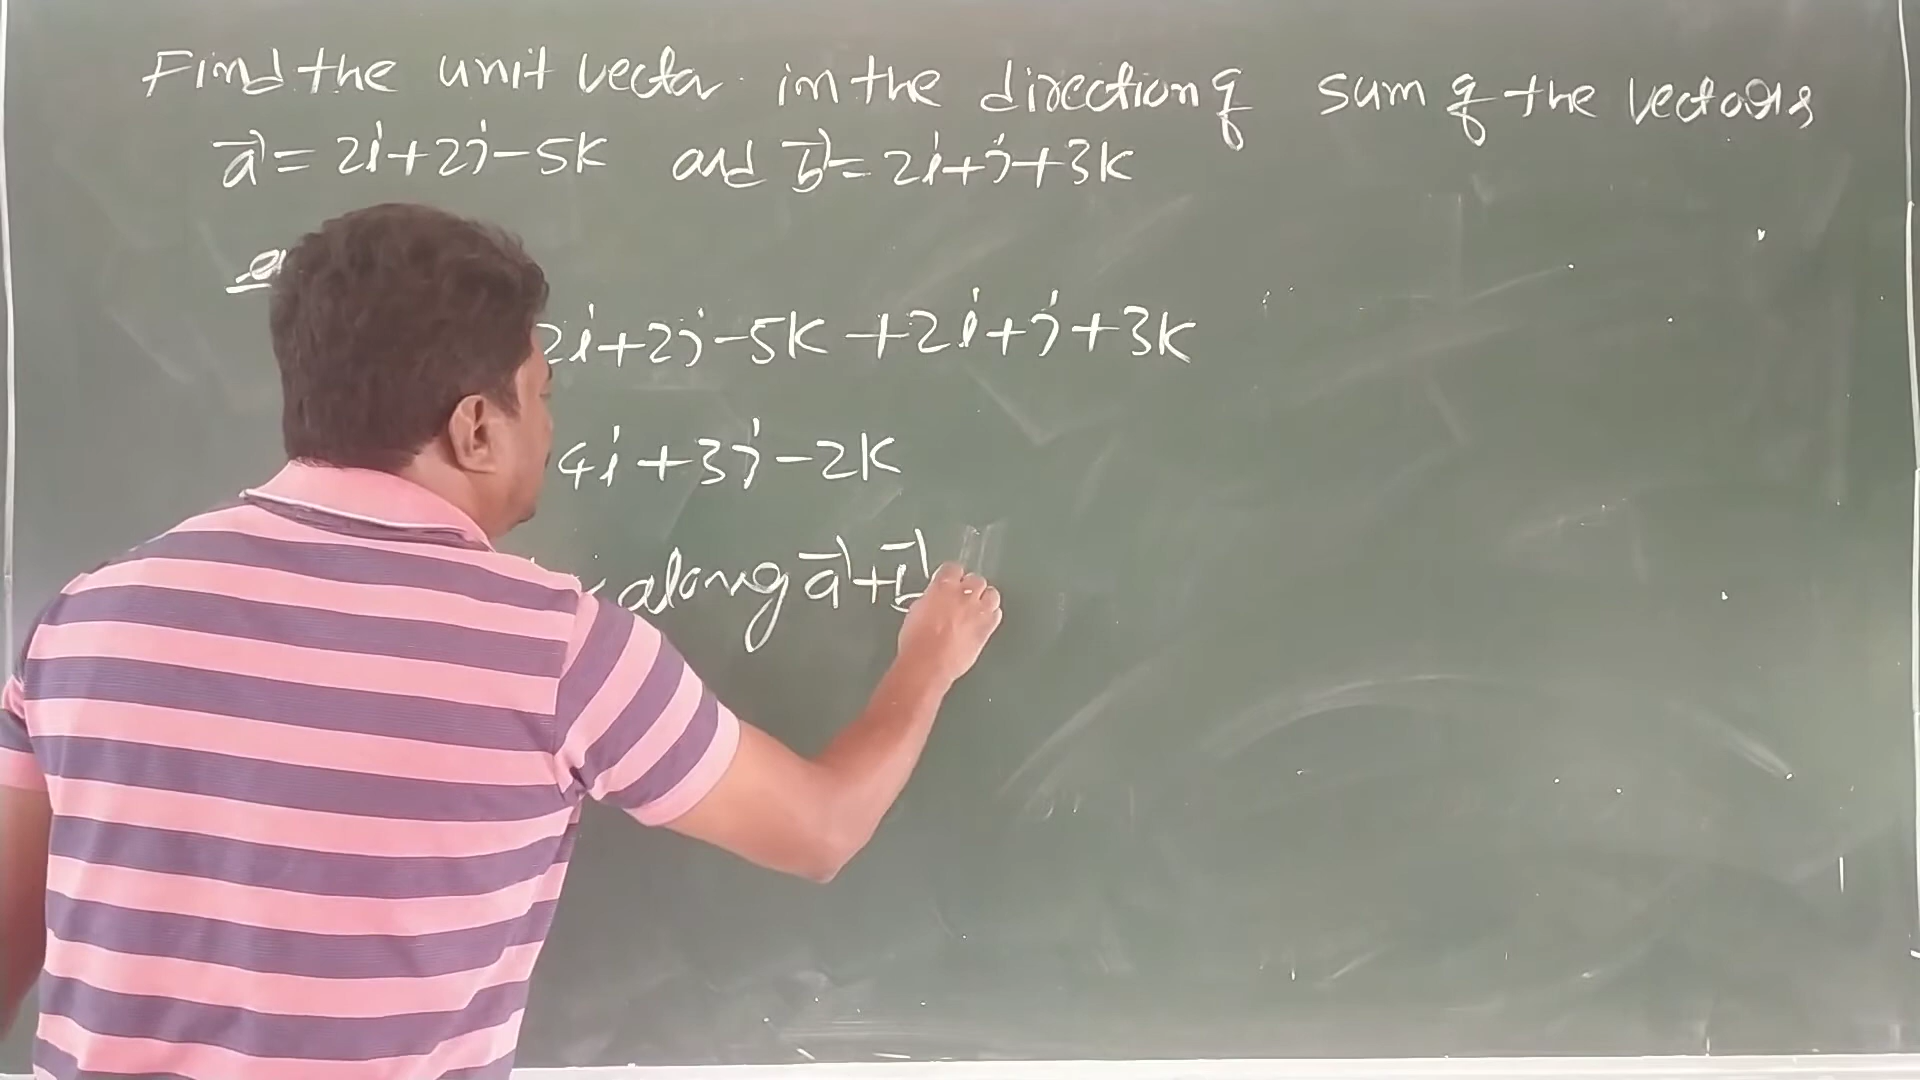 Find the unit vector in the direction of sum of the vectors
a⃗ = 2i+2j-5k and b⃗ = 2i+j+3k
2i+2j-5k+2i+j+3k
4i+3j-2k
along a⃗+b⃗